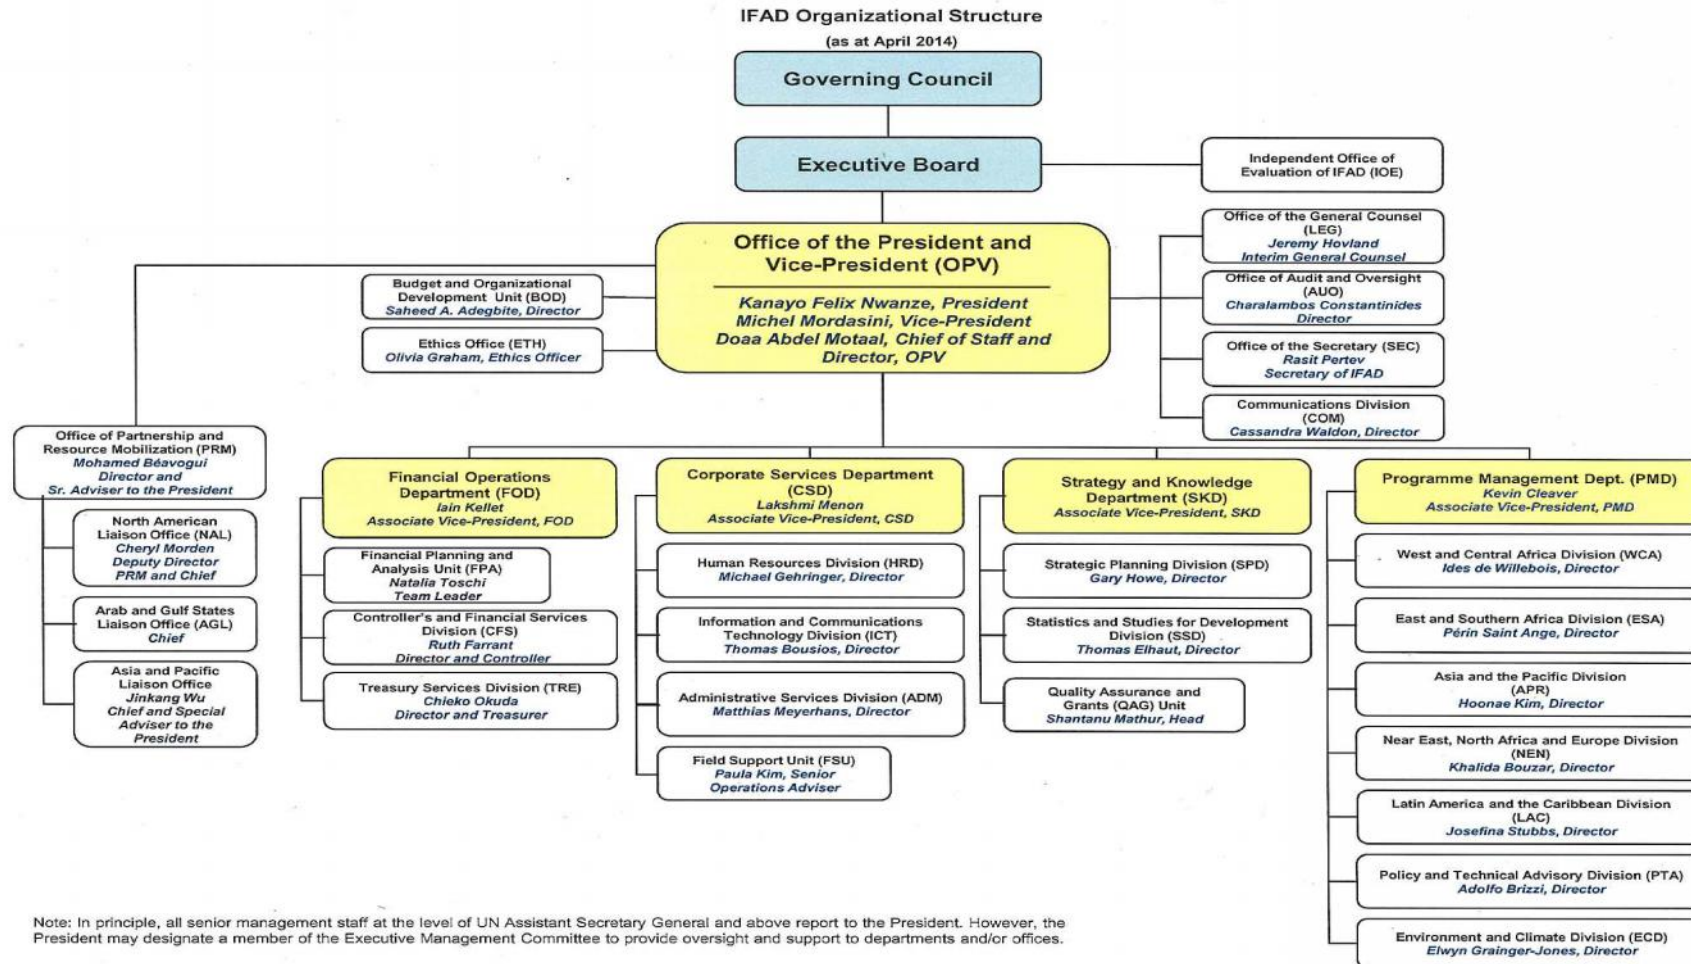 IFAD Organizational Structure
(as at April 2014)
Governing Council
Executive Board
Independent Office of
Evaluation of IFAD (IOE)
Office of the President and
Vice-President (OPV)
Kanayo Felix Nwanze, President
Michel Mordasini, Vice-President
Doaa Abdel Motaal, Chief of Staff and
Director, OPV
Budget and Organizational
Development Unit (BOD)
Saheed A. Adegbite, Director
Ethics Office (ETH)
Olivia Graham, Ethics Officer
Office of the General Counsel
(LEG)
Jeremy Hovland
Interim General Counsel
Office of Audit and Oversight
(AUO)
Charalambos Constantinides
Director
Office of the Secretary (SEC)
Rasit Pertev
Secretary of IFAD
Communications Division
(COM)
Cassandra Waldon, Director
Office of Partnership and
Resource Mobilization (PRM)
Mohamed Béavogui
Director and
Sr. Adviser to the President
North American
Liaison Office (NAL)
Cheryl Morden
Deputy Director
PRM and Chief
Arab and Gulf States
Liaison Office (AGL)
Chief
Asia and Pacific
Liaison Office
Jinkang Wu
Chief and Special
Adviser to the
President
Financial Operations
Department (FOD)
Iain Kellet
Associate Vice-President, FOD
Financial Planning and
Analysis Unit (FPA)
Natalia Toschi
Team Leader
Controller's and Financial Services
Division (CFS)
Ruth Farrant
Director and Controller
Treasury Services Division (TRE)
Chieko Okuda
Director and Treasurer
Corporate Services Department
(CSD)
Lakshmi Menon
Associate Vice-President, CSD
Human Resources Division (HRD)
Michael Gehringer, Director
Information and Communications
Technology Division (ICT)
Thomas Bousios, Director
Administrative Services Division (ADM)
Matthias Meyerhans, Director
Field Support Unit (FSU)
Paula Kim, Senior
Operations Adviser
Strategy and Knowledge
Department (SKD)
Associate Vice-President, SKD
Strategic Planning Division (SPD)
Gary Howe, Director
Statistics and Studies for Development
Division (SSD)
Thomas Elhaut, Director
Quality Assurance and
Grants (QAG) Unit
Shantanu Mathur, Head
Programme Management Dept. (PMD)
Kevin Cleaver
Associate Vice-President, PMD
West and Central Africa Division (WCA)
Ides de Willebois, Director
East and Southern Africa Division (ESA)
Périn Saint Ange, Director
Asia and the Pacific Division
(APR)
Hoonae Kim, Director
Near East, North Africa and Europe Division
(NEN)
Khalida Bouzar, Director
Latin America and the Caribbean Division
(LAC)
Josefina Stubbs, Director
Policy and Technical Advisory Division (PTA)
Adolfo Brizzi, Director
Environment and Climate Division (ECD)
Elwyn Grainger-Jones, Director
Note: In principle, all senior management staff at the level of UN Assistant Secretary General and above report to the President. However, the
President may designate a member of the Executive Management Committee to provide oversight and support to departments and/or offices.